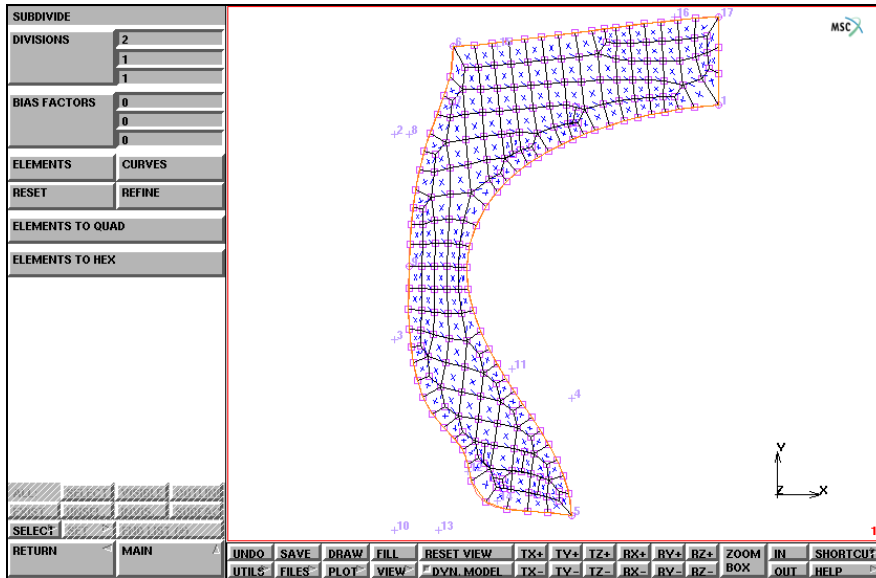 SUBDIVIDE
DIVISIONS 2
1
1
BIAS FACTORS 0
0
0
ELEMENTS CURVES
RESET REFINE
ELEMENTS TO QUAD
ELEMENTS TO HEX
SELECT
RETURN MAIN
MSC
16 17
6
1
2 8
3
11
4
5
10 13
Y
Z X
1
UNDO SAVE DRAW FILL RESET VIEW TX+ TY+ TZ+ RX+ RY+ RZ+ ZOOM IN SHORTCUT
UTILS FILES PLOT VIEW DYN. MODEL TX- TY- TZ- RX- RY- RZ- BOX OUT HELP